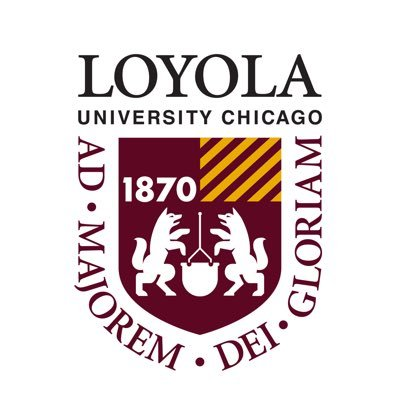 LOYOLA
UNIVERSITY CHICAGO
1870
AD • MAJOREM • DEI • GLORIAM